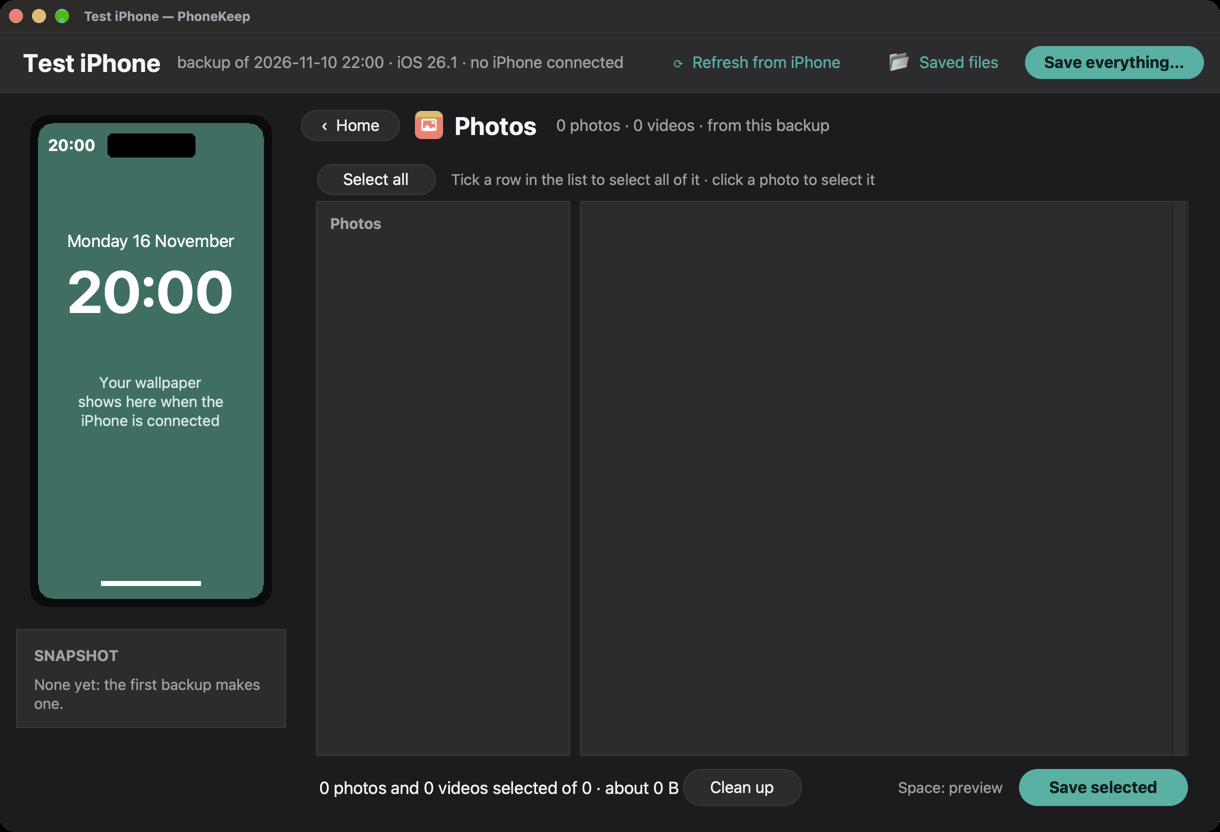 Test iPhone — PhoneKeep
Test iPhone
backup of 2026-11-10 22:00 · iOS 26.1 · no iPhone connected
Refresh from iPhone
Saved files
Save everything...
20:00
Monday 16 November
20:00
Your wallpaper
shows here when the
iPhone is connected
SNAPSHOT
None yet: the first backup makes
one.
‹ Home
Photos
0 photos · 0 videos · from this backup
Select all
Tick a row in the list to select all of it · click a photo to select it
Photos
0 photos and 0 videos selected of 0 · about 0 B
Clean up
Space: preview
Save selected